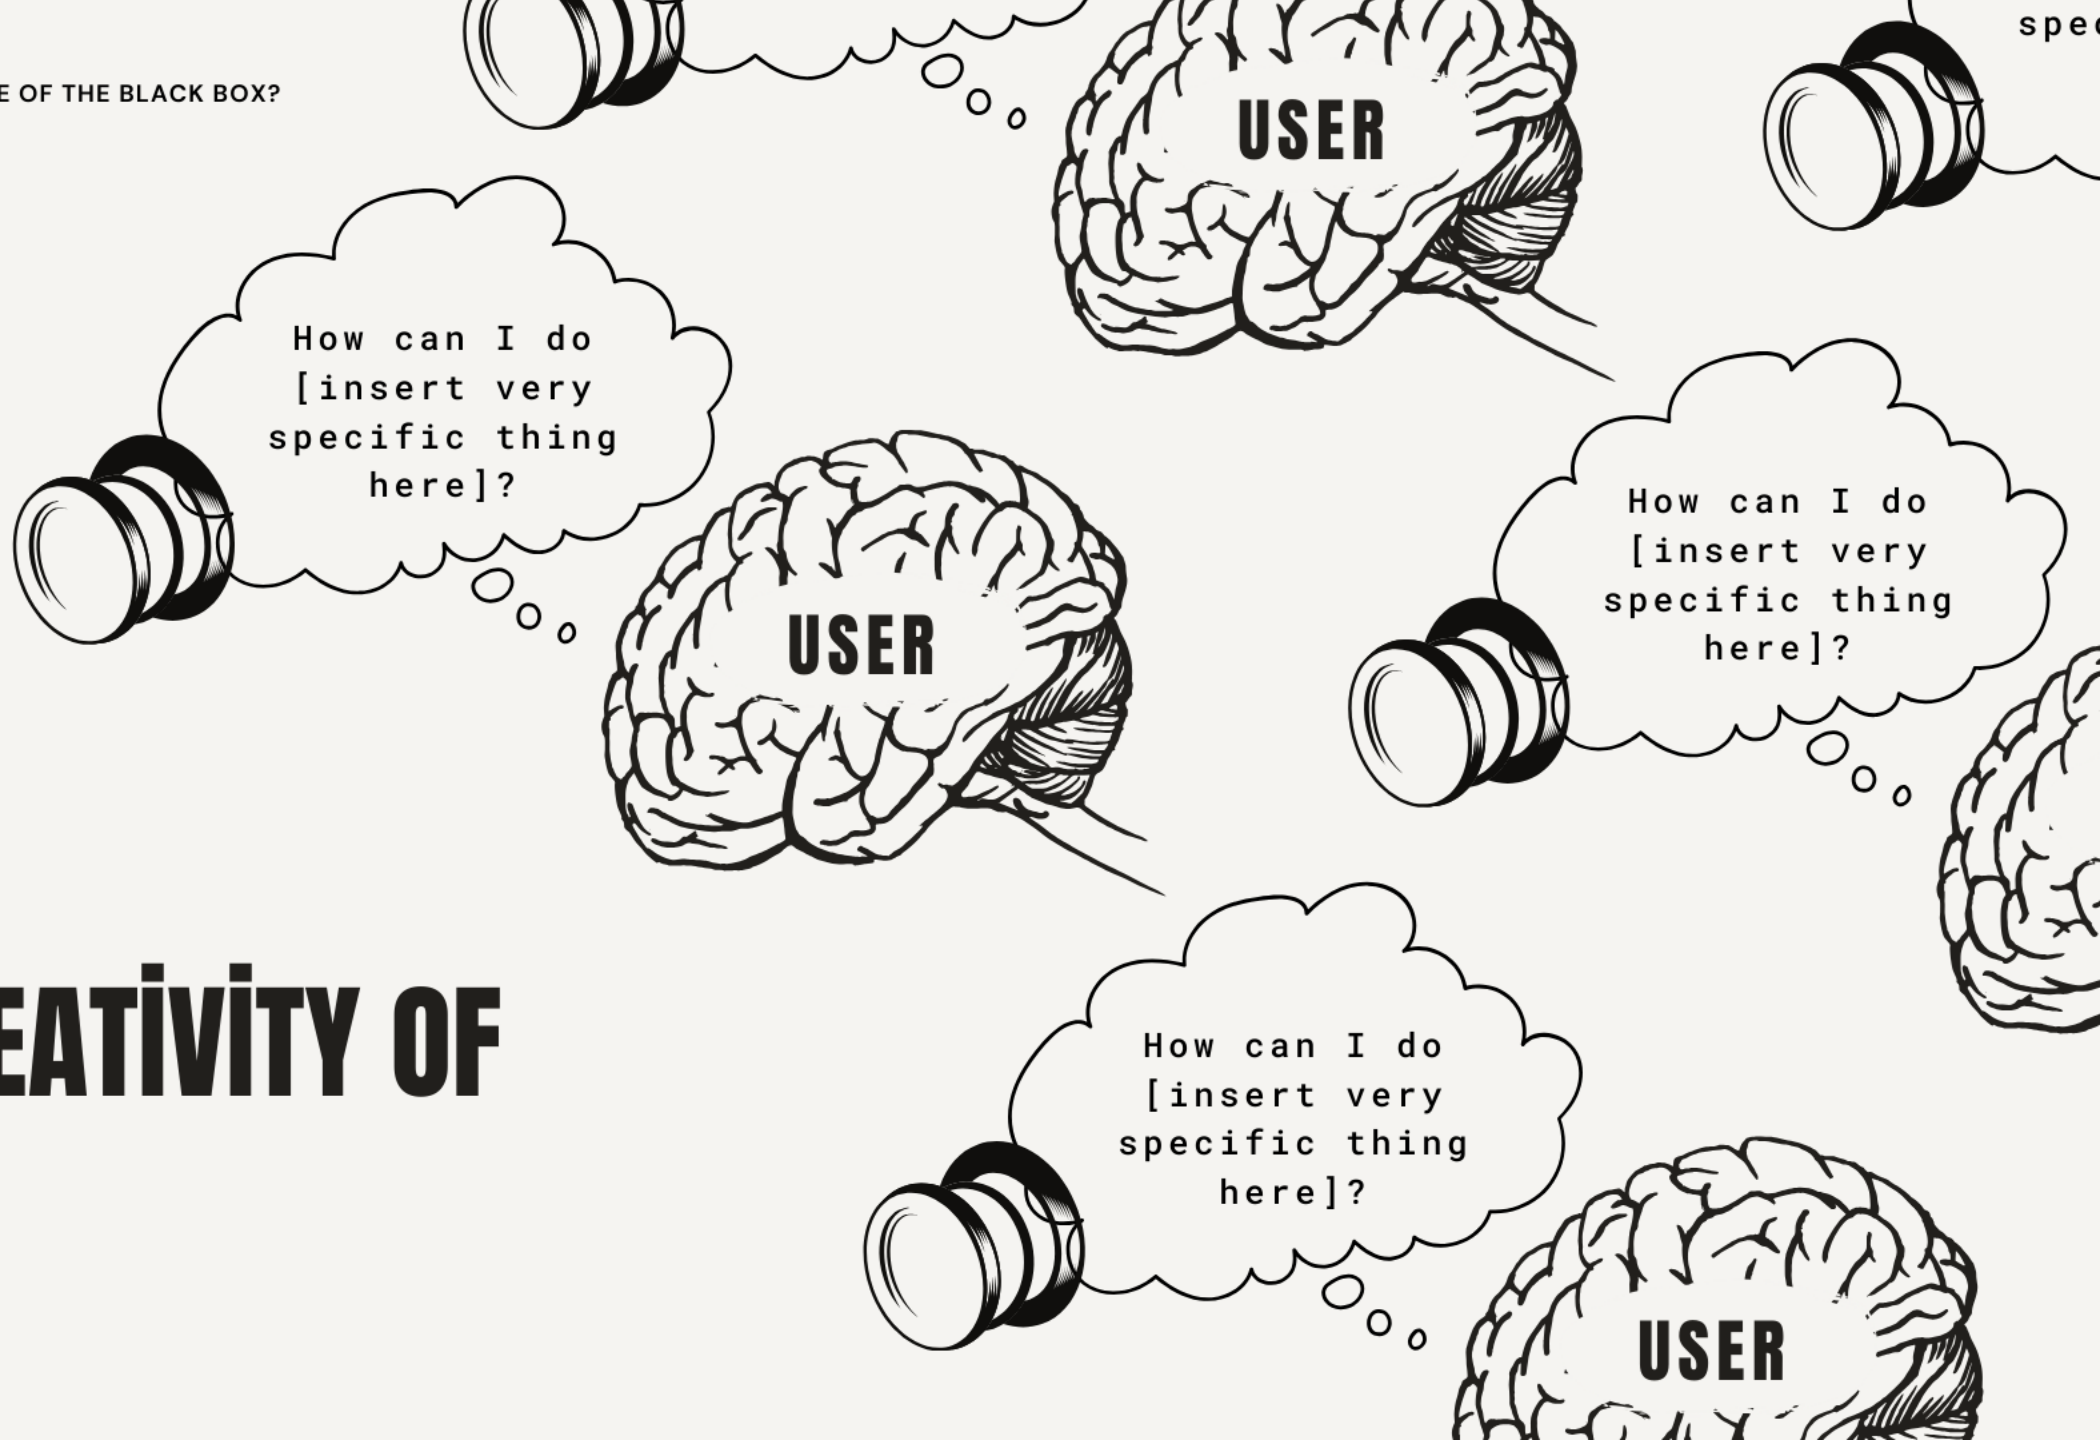 spec
E OF THE BLACK BOX?
USER
How can I do
[insert very
specific thing
here]?
USER
How can I do
[insert very
specific thing
here]?
EATİVİTY OF
How can I do
[insert very
specific thing
here]?
USER